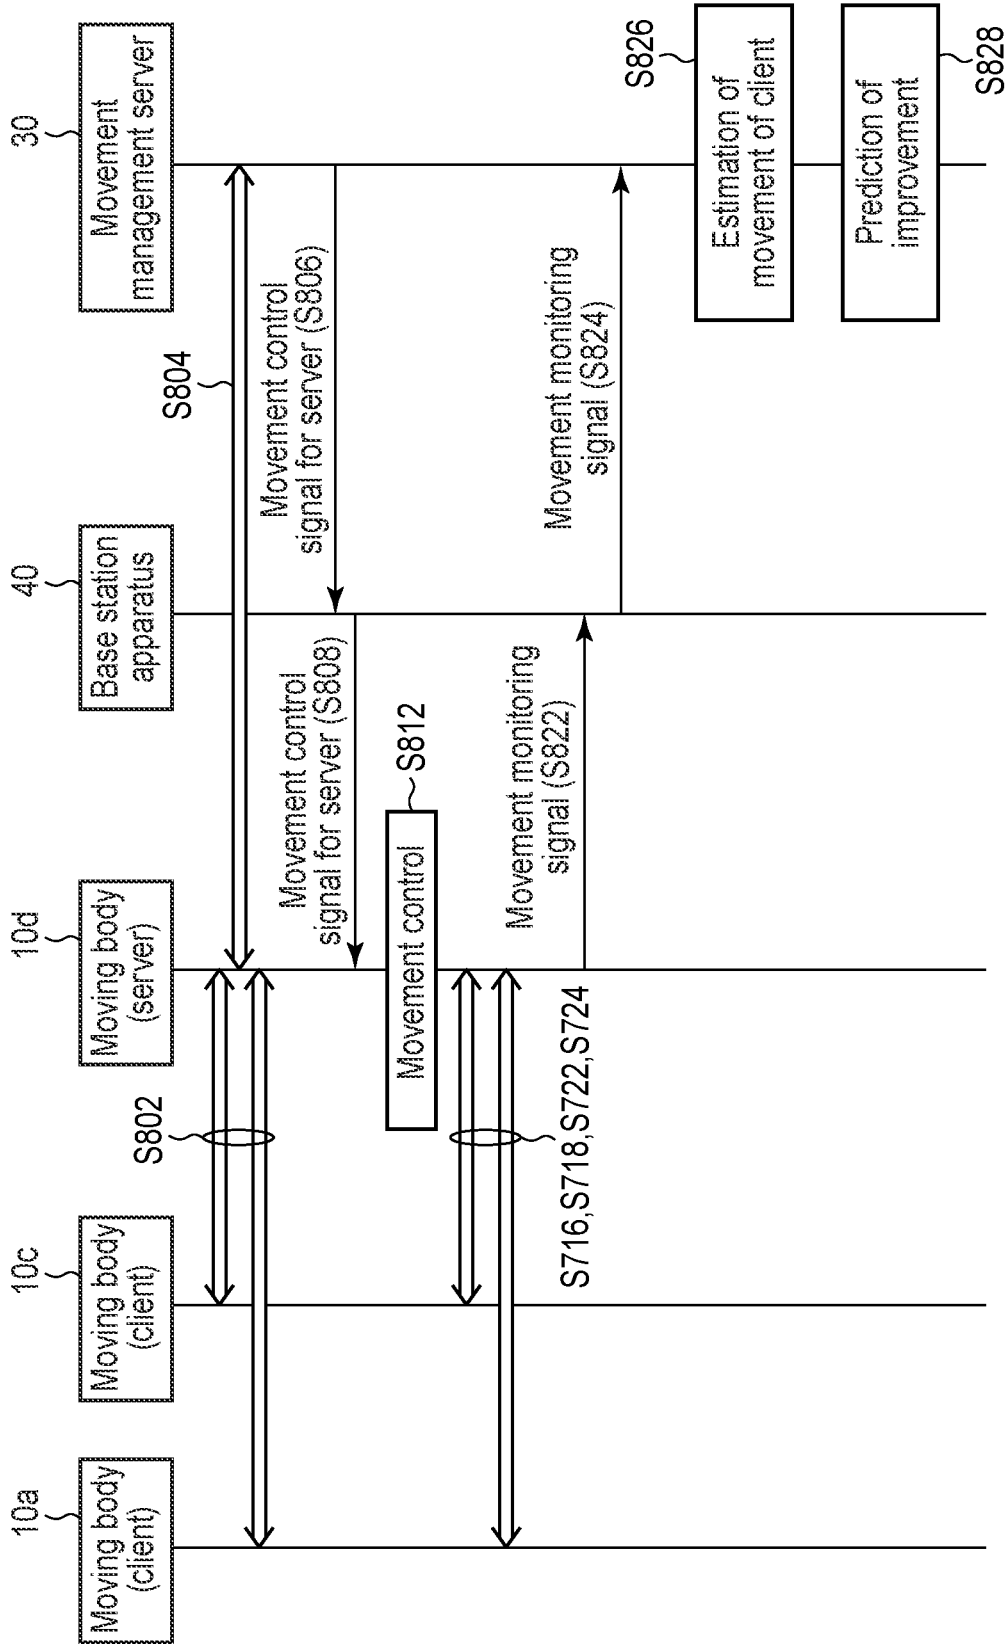 10a
Moving body
(client)
10c
Moving body
(client)
10d
Moving body
(server)
40
Base station
apparatus
30
Movement
management server
S802
S804
Movement control
signal for server (S806)
Movement control
signal for server (S808)
Movement control
S812
S716,S718,S722,S724
Movement monitoring
signal (S822)
Movement monitoring
signal (S824)
Estimation of
movement of client
S826
Prediction of
improvement
S828